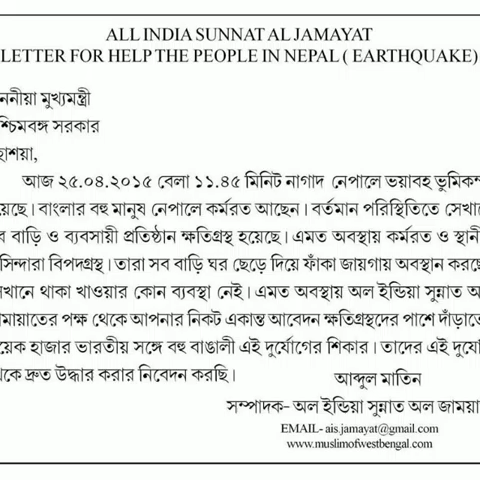 ALL INDIA SUNNAT AL JAMAYAT
LETTER FOR HELP THE PEOPLE IN NEPAL ( EARTHQUAKE)
ননীয়া মুখ্যমন্ত্রী
শ্চিমবঙ্গ সরকার
হাশয়া,
আজ ২৫.০৪.২০১৫ বেলা ১১.৪৫ মিনিট নাগাদ নেপালে ভয়াবহ ভুমিকম্প
য়েছে। বাংলার বহু মানুষ নেপালে কর্মরত আছেন। বর্তমান পরিস্থিতিতে সেখা
ব বাড়ি ও ব্যবসায়ী প্রতিষ্ঠান ক্ষতিগ্রস্থ হয়েছে। এমত অবস্থায় কর্মরত ও স্থানী
সিন্দারা বিপদগ্রস্থ। তারা সব বাড়ি ঘর ছেড়ে দিয়ে ফাঁকা জায়গায় অবস্থান করছে
সেখানে থাকা খাওয়ার কোন ব্যবস্থা নেই। এমত অবস্থায় অল ইন্ডিয়া সুন্নাত অ
মায়াতের পক্ষ থেকে আপনার নিকট একান্ত আবেদন ক্ষতিগ্রস্থদের পাশে দাঁড়াতে
য়েক হাজার ভারতীয় সঙ্গে বহু বাঙালী এই দুর্যোগের শিকার। তাদের এই দুর্যো
কে দ্রুত উদ্ধার করার নিবেদন করছি।
আব্দুল মাতিন
সম্পাদক- অল ইন্ডিয়া সুন্নাত অল জাময়া
EMAIL- ais.jamayat@gmail.com
www.muslimofwestbengal.com